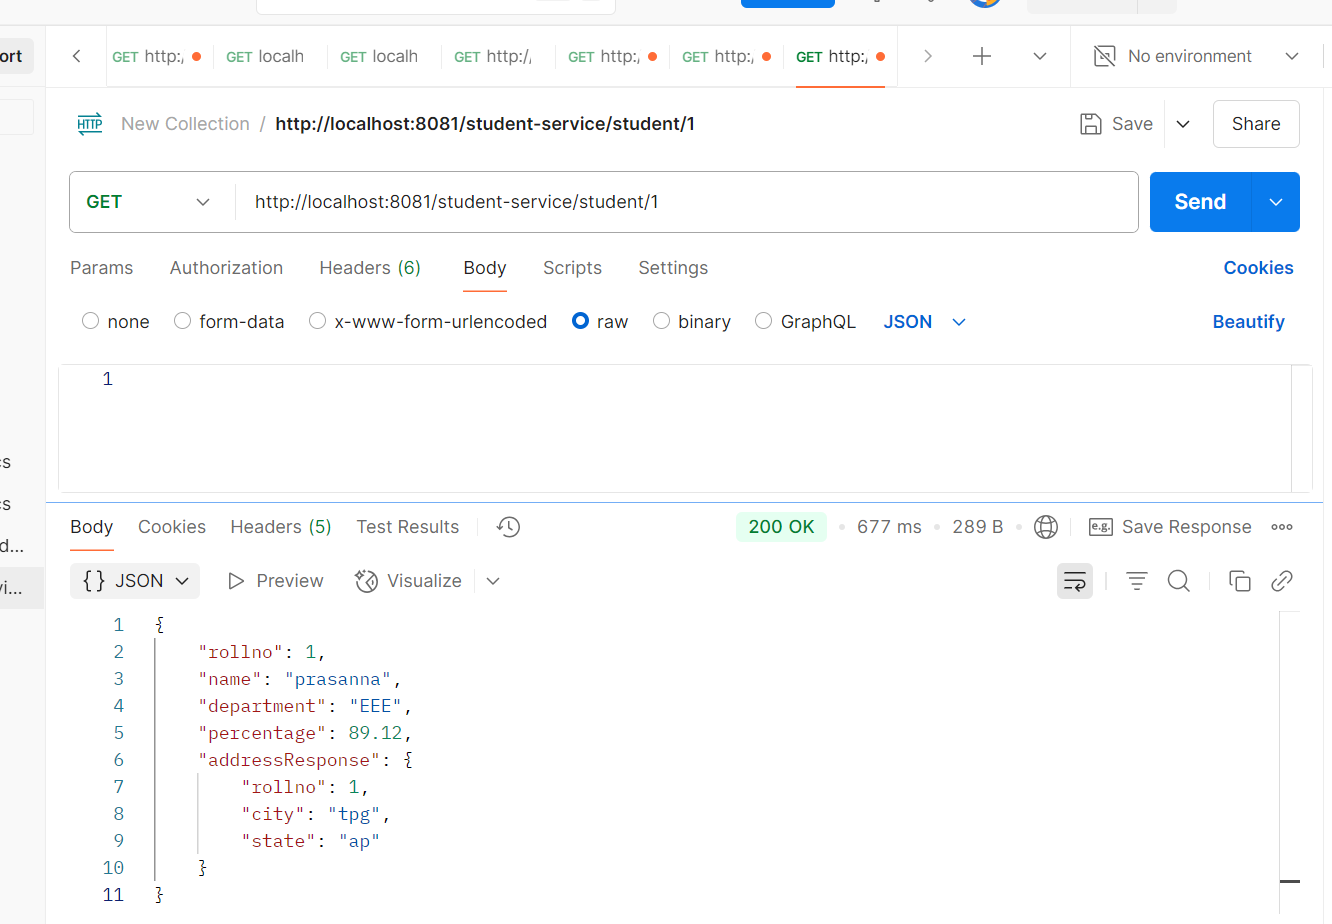 ort
GET http:/ GET localh GET localh GET http:// GET http:/ GET http:/ GET http:/ No environment
HTTP New Collection / http://localhost:8081/student-service/student/1 Save Share
GET http://localhost:8081/student-service/student/1 Send
Params Authorization Headers (6) Body Scripts Settings Cookies
none form-data x-www-form-urlencoded raw binary GraphQL JSON Beautify
1
cs
cs
d...
vi...
Body Cookies Headers (5) Test Results 200 OK • 677 ms • 289 B • e.g. Save Response
{} JSON Preview Visualize
1 {
2 "rollno": 1,
3 "name": "prasanna",
4 "department": "EEE",
5 "percentage": 89.12,
6 "addressResponse": {
7 "rollno": 1,
8 "city": "tpg",
9 "state": "ap"
10 }
11 }